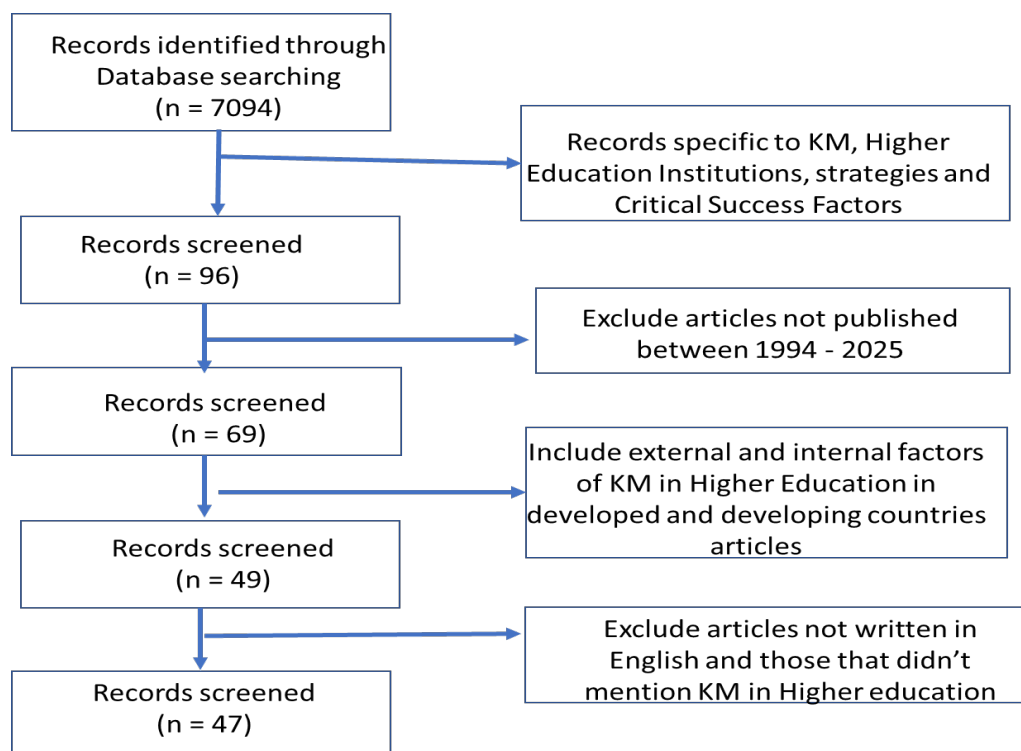 Records identified through
Database searching
(n = 7094)
Records specific to KM, Higher
Education Institutions, strategies and
Critical Success Factors
Records screened
(n = 96)
Exclude articles not published
between 1994 - 2025
Records screened
(n = 69)
Include external and internal factors
of KM in Higher Education in
developed and developing countries
articles
Records screened
(n = 49)
Exclude articles not written in
English and those that didn’t
mention KM in Higher education
Records screened
(n = 47)